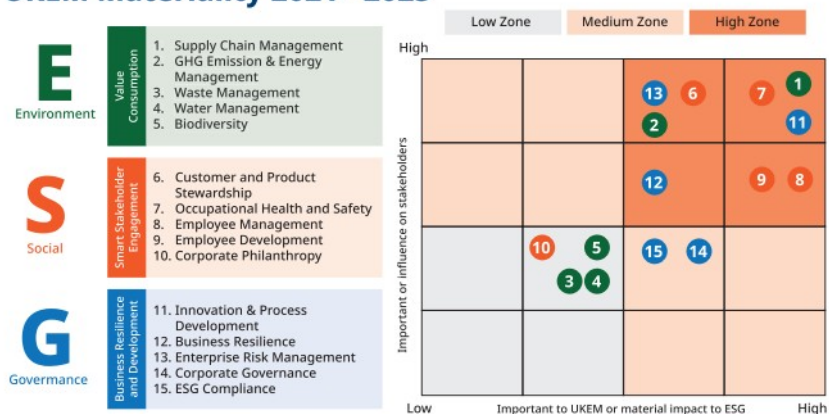 Low Zone
Medium Zone
High Zone
E
Environment
Value
Consumption
1. Supply Chain Management
2. GHG Emission & Energy
Management
3. Waste Management
4. Water Management
5. Biodiversity
S
Social
Smart Stakeholder
Engagement
6. Customer and Product
Stewardship
7. Occupational Health and Safety
8. Employee Management
9. Employee Development
10. Corporate Philanthropy
G
Govermance
Business Resilience
and Development
11. Innovation & Process
Development
12. Business Resilience
13. Enterprise Risk Management
14. Corporate Governance
15. ESG Compliance
High
Important or influence on stakeholders
13 6 7 1
2 11
12 9 8
10 5 15 14
3 4
Low Important to UKEM or material impact to ESG High